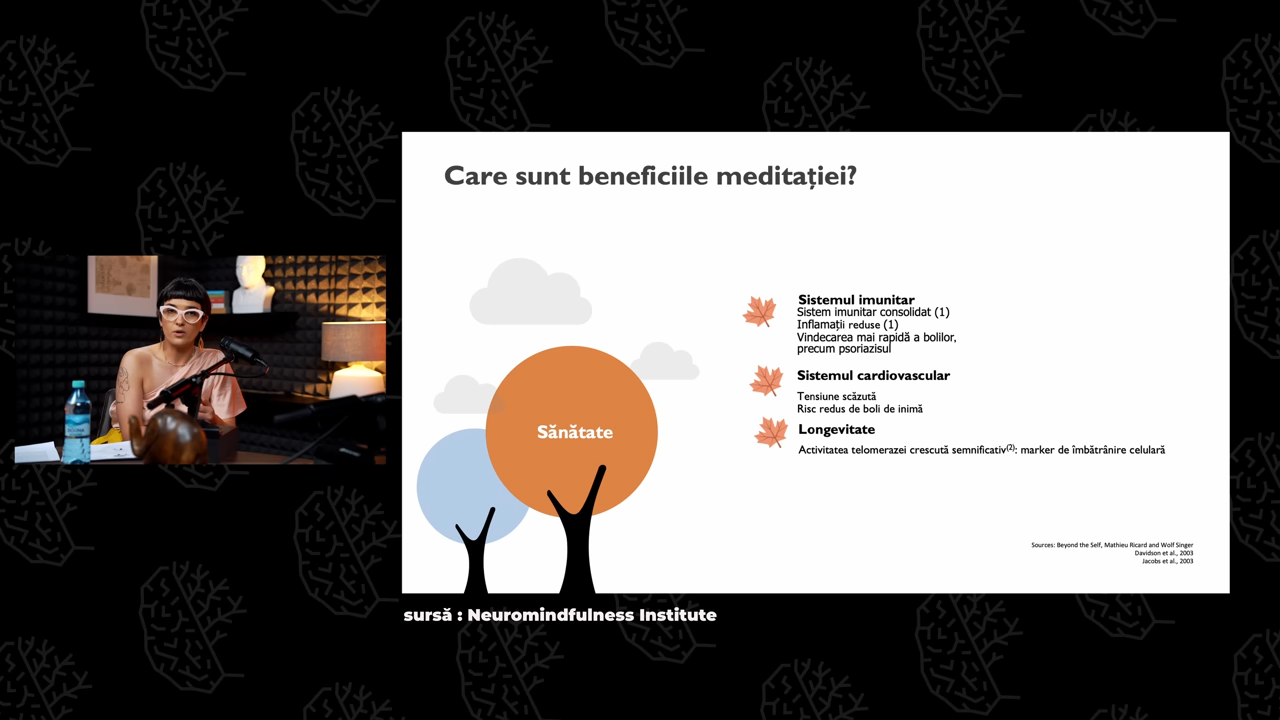 Care sunt beneficiile meditației?
Sănătate
Sistemul imunitar
Sistem imunitar consolidat (1)
Inflamații reduse (1)
Vindecarea mai rapidă a bolilor,
precum psoriazisul
Sistemul cardiovascular
Tensiune scăzută
Risc redus de boli de inimă
Longevitate
Activitatea telomerazei crescută semnificativ(2): marker de îmbătrânire celulară
Sources: Beyond the Self, Mathieu Ricard and Wolf Singer
Davidson et al., 2003
Jacobs et al., 2003
sursă : Neuromindfulness Institute